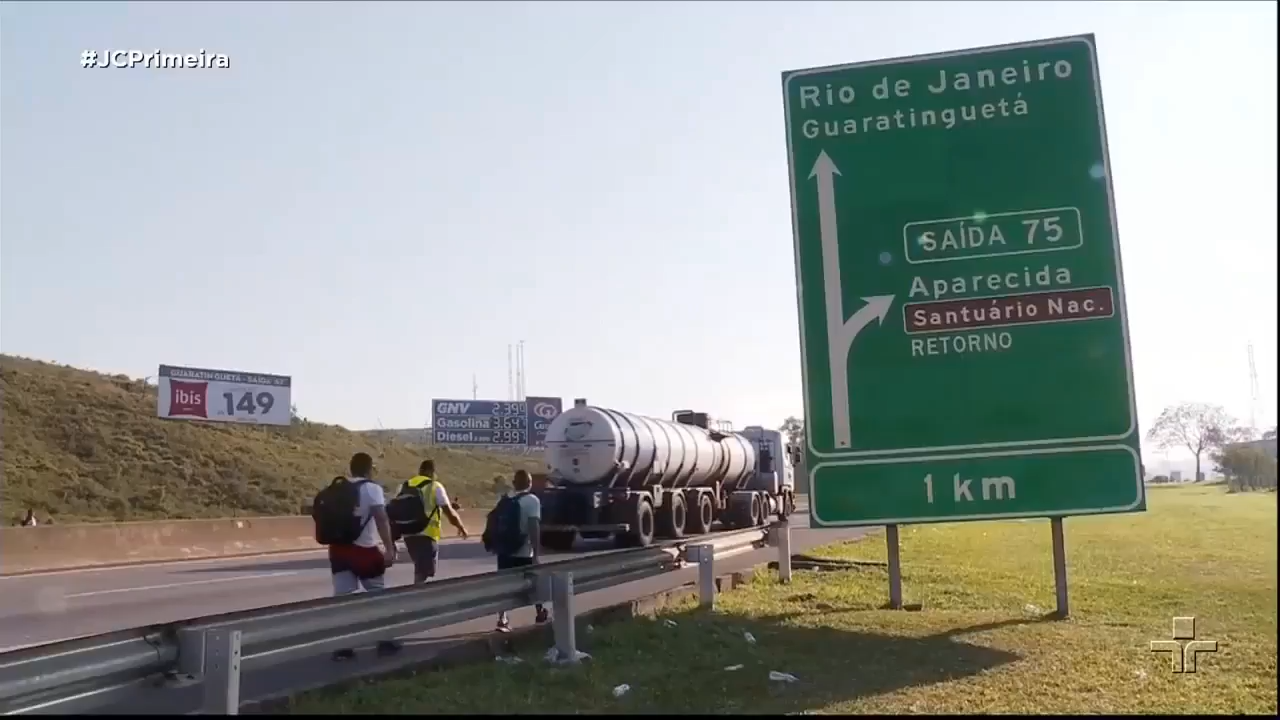 #JCPrimeira
Rio de Janeiro
Guaratinguetá
SAÍDA 75
Aparecida
Santuário Nac.
RETORNO
1 km
ibis
149
GNV 2.39
Gasolina 3.64
Diesel 2.99